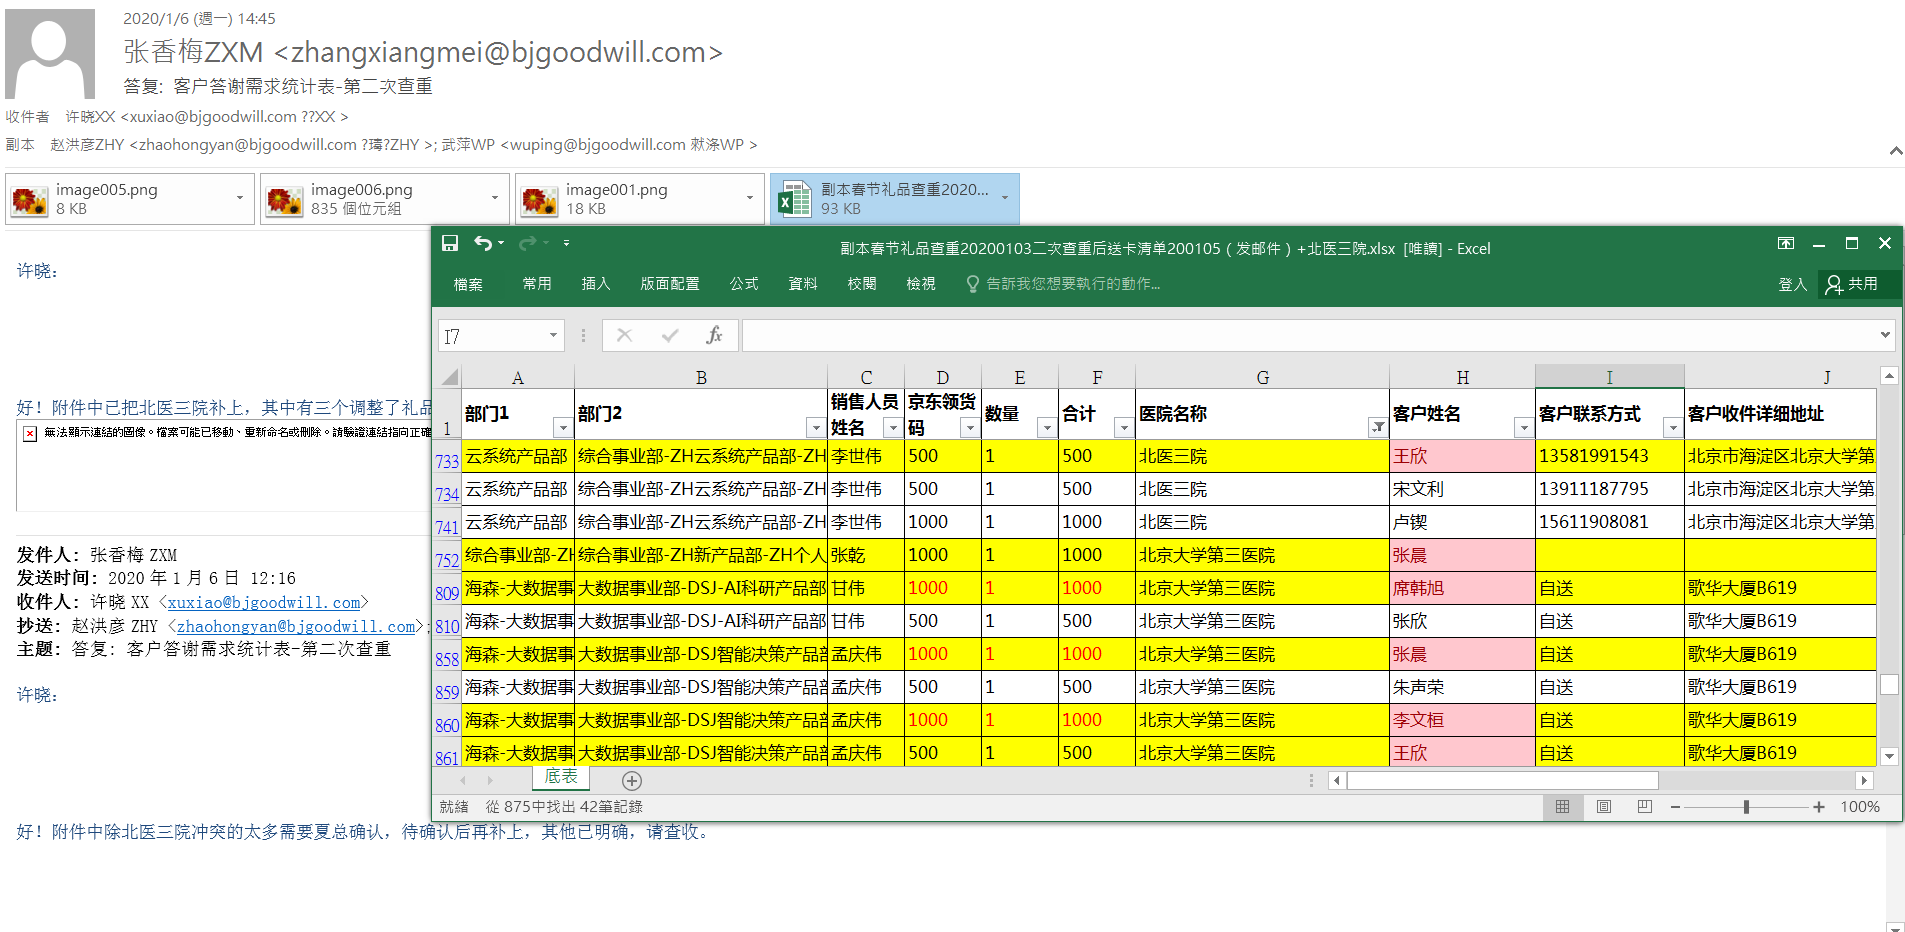 2020/1/6 (週一) 14:45
张香梅ZXM <zhangxiangmei@bjgoodwill.com>
答复: 客户答谢需求统计表-第二次查重
收件者 许晓XX <xuxiao@bjgoodwill.com ??XX >
副本 赵洪彦ZHY <zhaohongyan@bjgoodwill.com ?璕?ZHY >; 武萍WP <wuping@bjgoodwill.com 敹涤WP >
image005.png
8 KB
image006.png
835 個位元組
image001.png
18 KB
副本春节礼品查重2020...
93 KB
许晓:
好！附件中已把北医三院补上，其中有三个调整了礼品
無法顯示連結的圖像。檔案可能已移動、重新命名或刪除。請驗證連結指向正確
发件人: 张香梅 ZXM
发送时间: 2020 年 1 月 6 日 12:16
收件人: 许晓 XX <xuxiao@bjgoodwill.com>
抄送: 赵洪彦 ZHY <zhaohongyan@bjgoodwill.com>;
主题: 答复: 客户答谢需求统计表-第二次查重
许晓:
好！附件中除北医三院冲突的太多需要夏总确认，待确认后再补上，其他已明确，请查收。
副本春节礼品查重20200103二次查重后送卡清单200105 ( 发邮件 ) +北医三院.xlsx [唯讀] - Excel
檔案 常用 插入 版面配置 公式 資料 校閱 檢視 告訴我您想要執行的動作... 登入 共用
I7 fx
A B C D E F G H I J
1 部门1 部门2 销售人员姓名 京东领货码 数量 合计 医院名称 客户姓名 客户联系方式 客户收件详细地址
733 云系统产品部 综合事业部-ZH云系统产品部-ZH 李世伟 500 1 500 北医三院 王欣 13581991543 北京市海淀区北京大学第
734 云系统产品部 综合事业部-ZH云系统产品部-ZH 李世伟 500 1 500 北医三院 宋文利 13911187795 北京市海淀区北京大学第
741 云系统产品部 综合事业部-ZH云系统产品部-ZH 李世伟 1000 1 1000 北医三院 卢锲 15611908081 北京市海淀区北京大学第
752 综合事业部-ZH 综合事业部-ZH新产品部-ZH个人 张乾 1000 1 1000 北京大学第三医院 张晨
809 海森-大数据事 大数据事业部-DSJ-AI科研产品部 甘伟 1000 1 1000 北京大学第三医院 席韩旭 自送 歌华大厦B619
810 海森-大数据事 大数据事业部-DSJ-AI科研产品部 甘伟 500 1 500 北京大学第三医院 张欣 自送 歌华大厦B619
858 海森-大数据事 大数据事业部-DSJ智能决策产品部 孟庆伟 1000 1 1000 北京大学第三医院 张晨 自送 歌华大厦B619
859 海森-大数据事 大数据事业部-DSJ智能决策产品部 孟庆伟 500 1 500 北京大学第三医院 朱声荣 自送 歌华大厦B619
860 海森-大数据事 大数据事业部-DSJ智能决策产品部 孟庆伟 1000 1 1000 北京大学第三医院 李文桓 自送 歌华大厦B619
861 海森-大数据事 大数据事业部-DSJ智能决策产品部 孟庆伟 500 1 500 北京大学第三医院 王欣 自送 歌华大厦B619
底表
就緒 從 875中找出 42筆記錄 100%